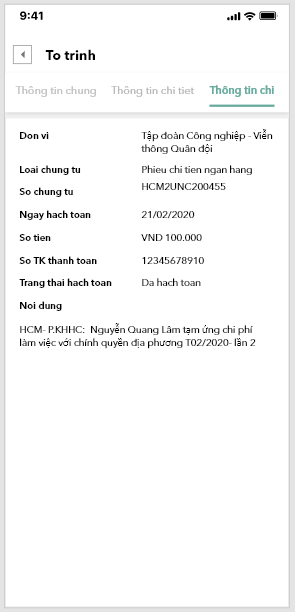 9:41
To trinh
Thông tin chung Thông tin chi tiet Thông tin chi
Don vi Tập đoàn Công nghiệp - Viễn
thông Quân đội
Loai chung tu Phieu chi tien ngan hang
So chung tu HCM2UNC200455
Ngay hach toan 21/02/2020
So tien VND 100.000
So TK thanh toan 12345678910
Trang thai hach toan Da hach toan
Noi dung
HCM- P.KHHC: Nguyễn Quang Lâm tạm ứng chi phí
làm việc với chính quyền địa phương T02/2020- lần 2